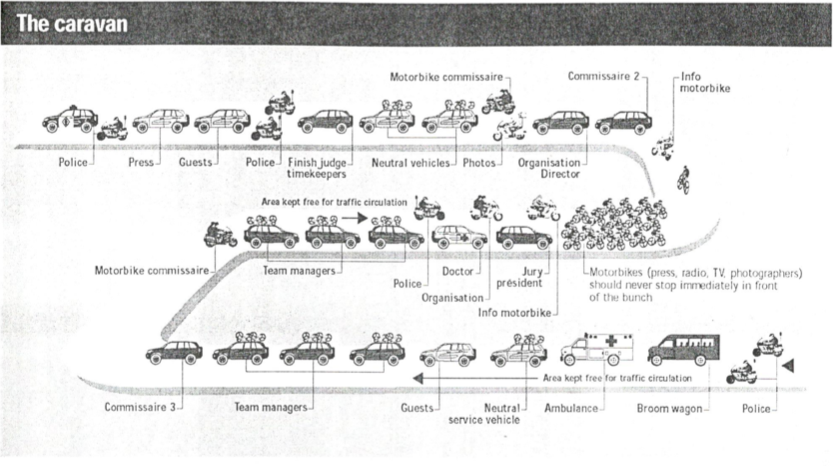 The caravan
Motorbike commissaire
Commissaire 2
Info
motorbike
Police
Press
Guests
Police
Finish judge
timekeepers
Neutral vehicles
Photos
Organisation
Director
Area kept free for traffic circulation
Motorbike commissaire
Team managers
Police
Doctor
Organisation
Jury
président
Info motorbike
Motorbikes (press, radio, TV, photographers)
should never stop immediately in front
of the bunch
Area kept free for traffic circulation
Commissaire 3
Team managers
Guests
Neutral
service vehicle
Ambulance
Broom wagon
Police